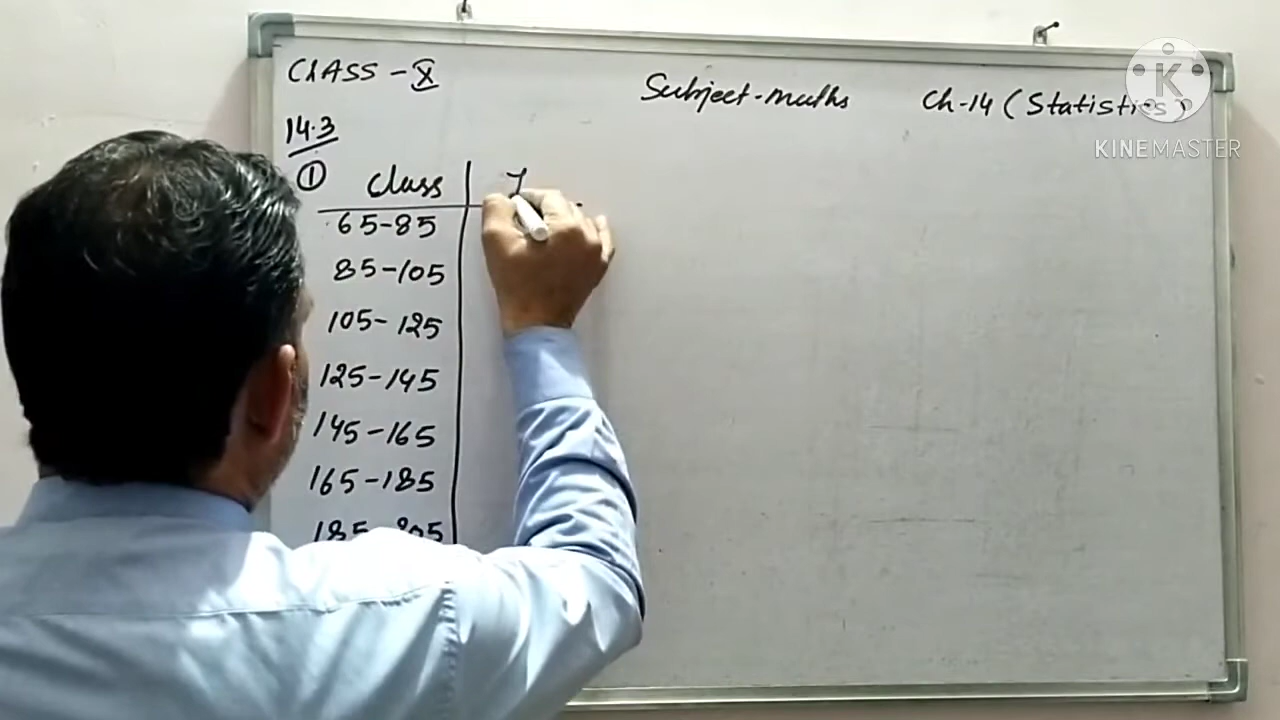 CLASS - X
Subject - Maths
Ch-14 (Statistics)
14.3
① Class
65-85
85-105
105-125
125-145
145-165
165-185
185-205
K
KINEMASTER